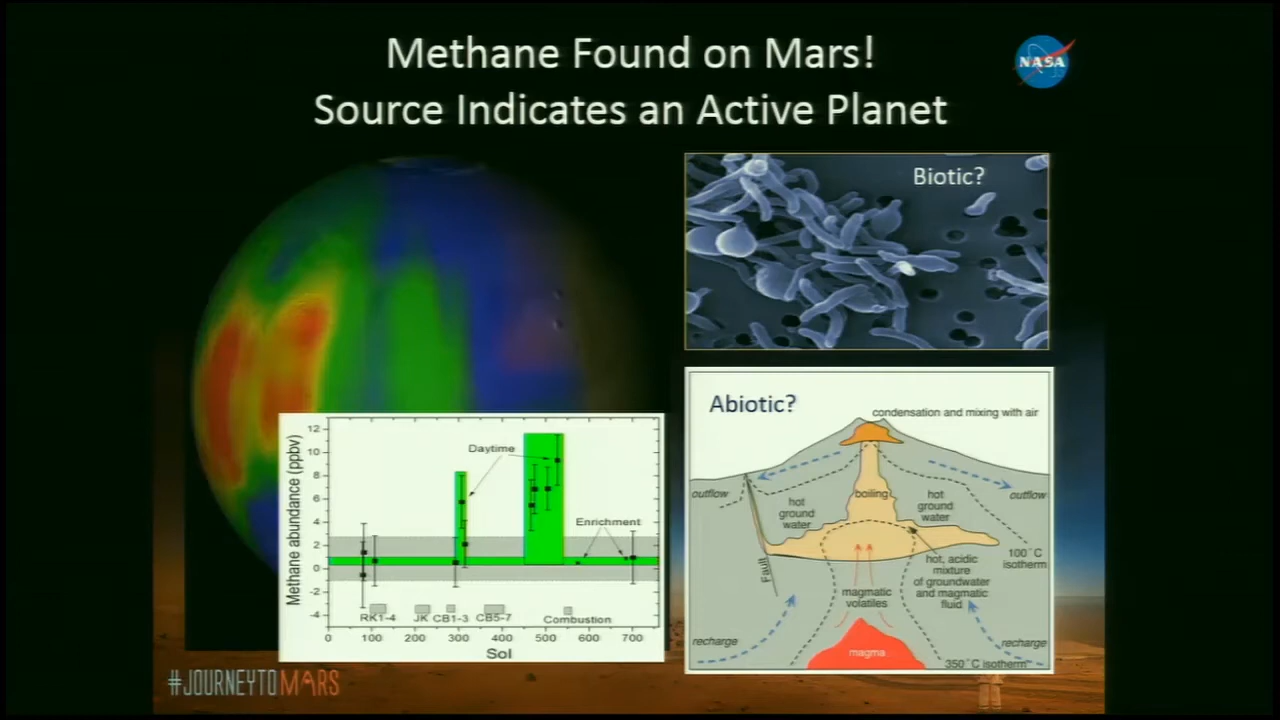 Methane Found on Mars!
Source Indicates an Active Planet
NASA
Biotic?
Abiotic?
condensation and mixing with air
outflow
hot
ground
water
boiling
hot
ground
water
outflow
100°C
isotherm
Fault
hot, acidic
mixture
of groundwater
and magmatic
fluid
magmatic
volatiles
recharge
magma
recharge
350°C isotherm
Methane abundance (ppbv)
12
10
8
6
4
2
0
-2
-4
Daytime
Enrichment
RK1-4
JK
CB1-3
CB5-7
Combustion
0 100 200 300 400 500 600 700
Sol
#JOURNEYTOMARS